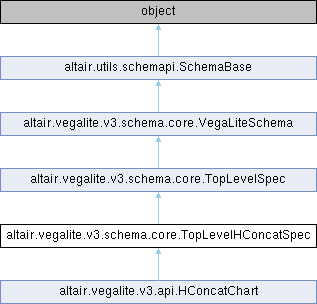 object
altair.utils.schemapi.SchemaBase
altair.vegalite.v3.schema.core.VegaLiteSchema
altair.vegalite.v3.schema.core.TopLevelSpec
altair.vegalite.v3.schema.core.TopLevelHConcatSpec
altair.vegalite.v3.api.HConcatChart